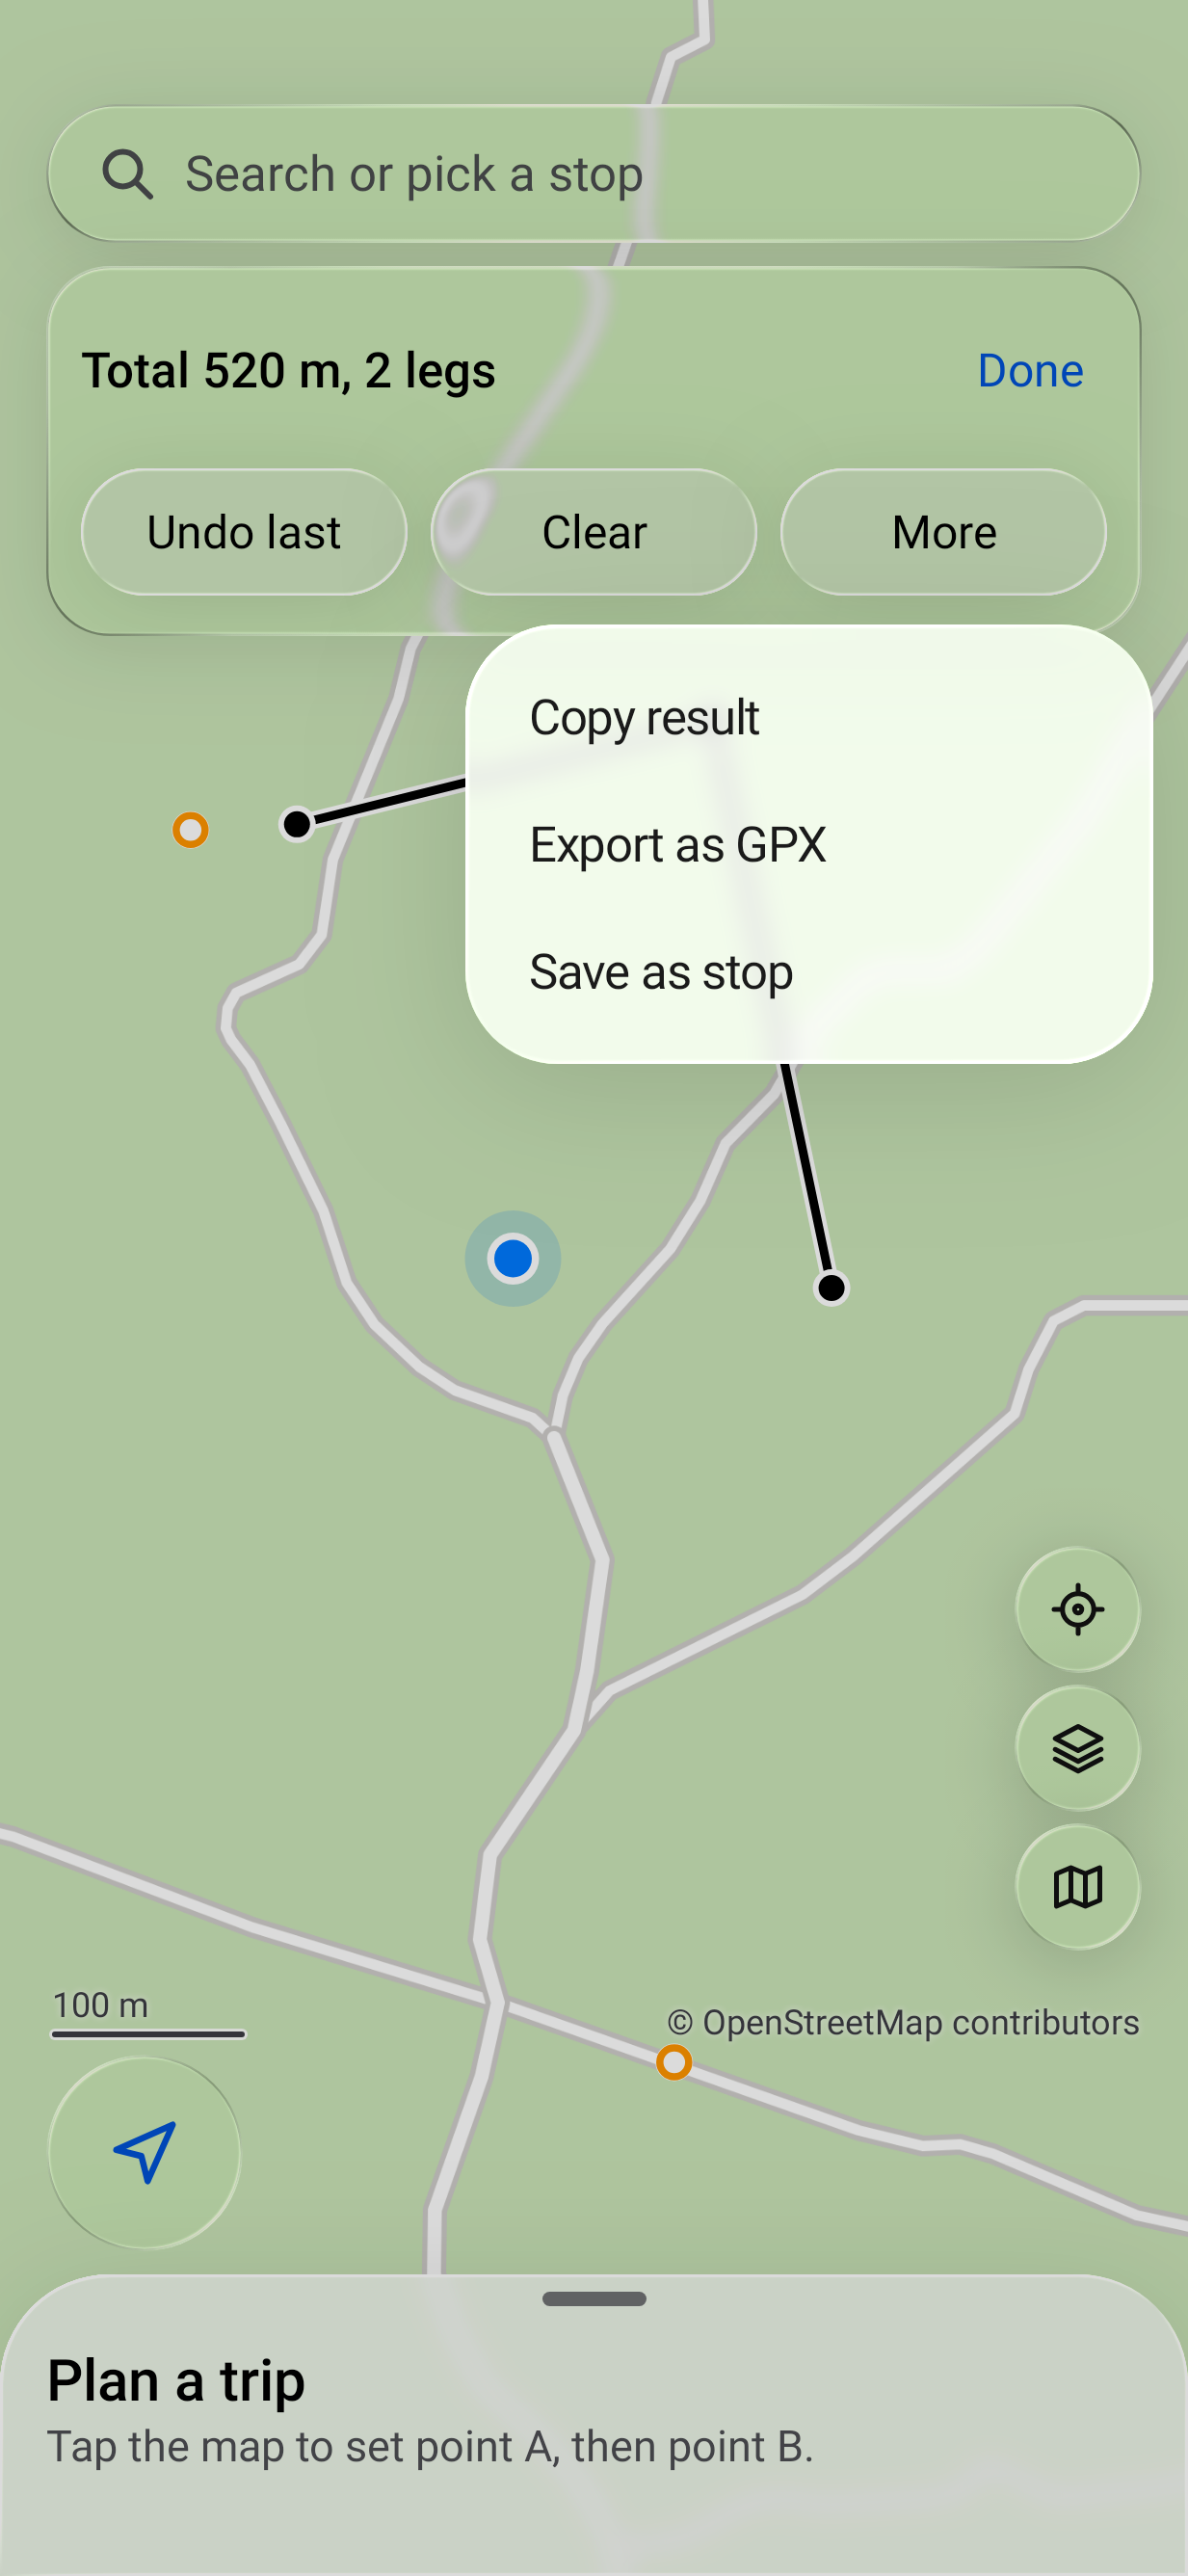 Search or pick a stop
Total 520 m, 2 legs
Done
Undo last
Clear
More
Copy result
Export as GPX
Save as stop
100 m
© OpenStreetMap contributors
Plan a trip
Tap the map to set point A, then point B.